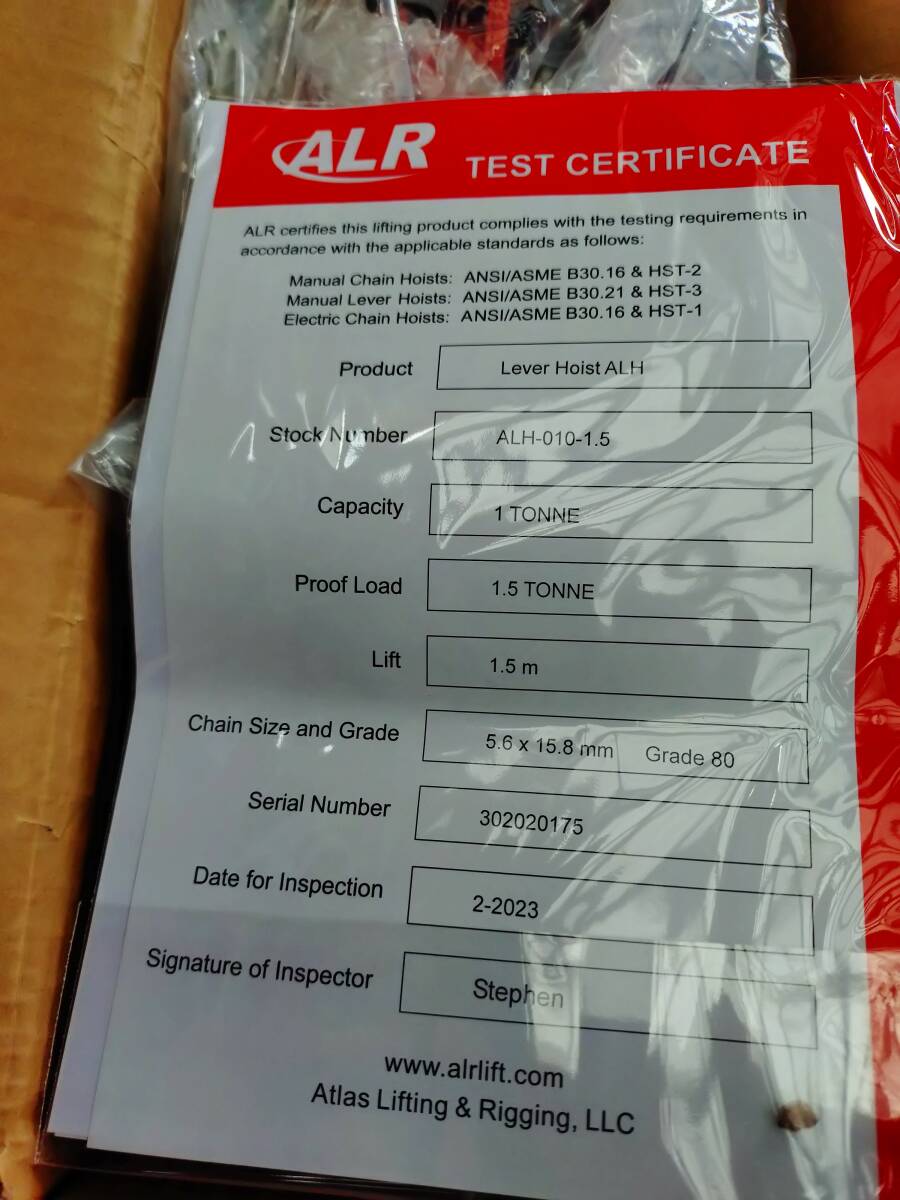 ALR TEST CERTIFICATE
ALR certifies this lifting product complies with the testing requirements in
accordance with the applicable standards as follows:
Manual Chain Hoists: ANSI/ASME B30.16 & HST-2
Manual Lever Hoists: ANSI/ASME B30.21 & HST-3
Electric Chain Hoists: ANSI/ASME B30.16 & HST-1
Product Lever Hoist ALH
Stock Number ALH-010-1.5
Capacity 1 TONNE
Proof Load 1.5 TONNE
Lift 1.5 m
Chain Size and Grade 5.6 x 15.8 mm Grade 80
Serial Number 302020175
Date for Inspection 2-2023
Signature of Inspector Stephen
www.alrlift.com
Atlas Lifting & Rigging, LLC